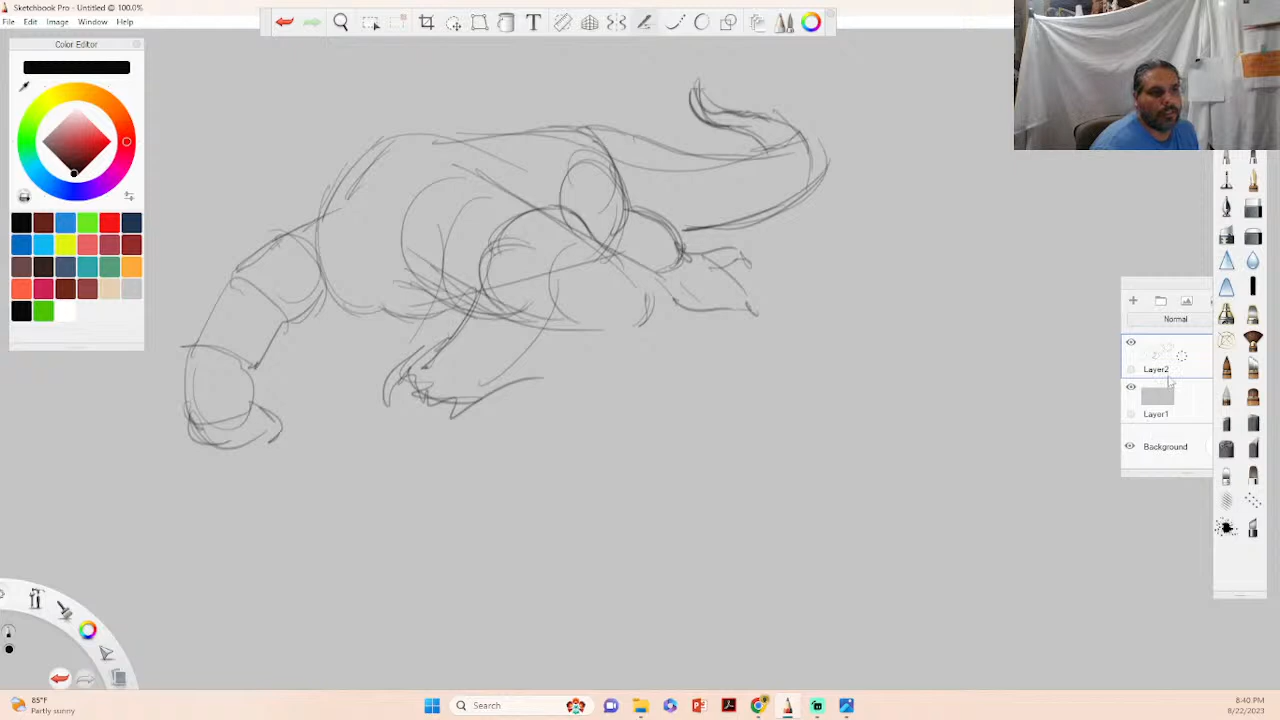 Sketchbook Pro - Untitled @ 100.0%
File Edit Image Window Help
Color Editor
Normal
Layer2
Layer1
Background
85°F
Partly sunny
Search
8:40 PM
8/22/2023